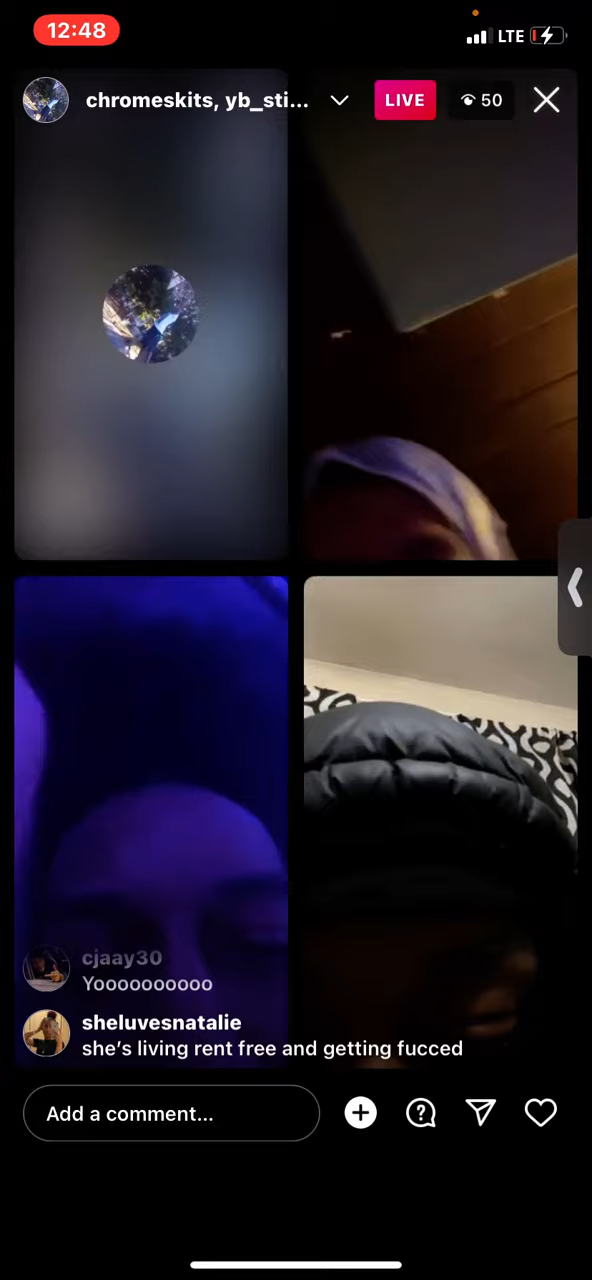 12:48
LTE
chromeskits, yb_sti...
LIVE
50
cjaay30
Yoooooooooo
sheluvesnatalie
she's living rent free and getting fucced
Add a comment...